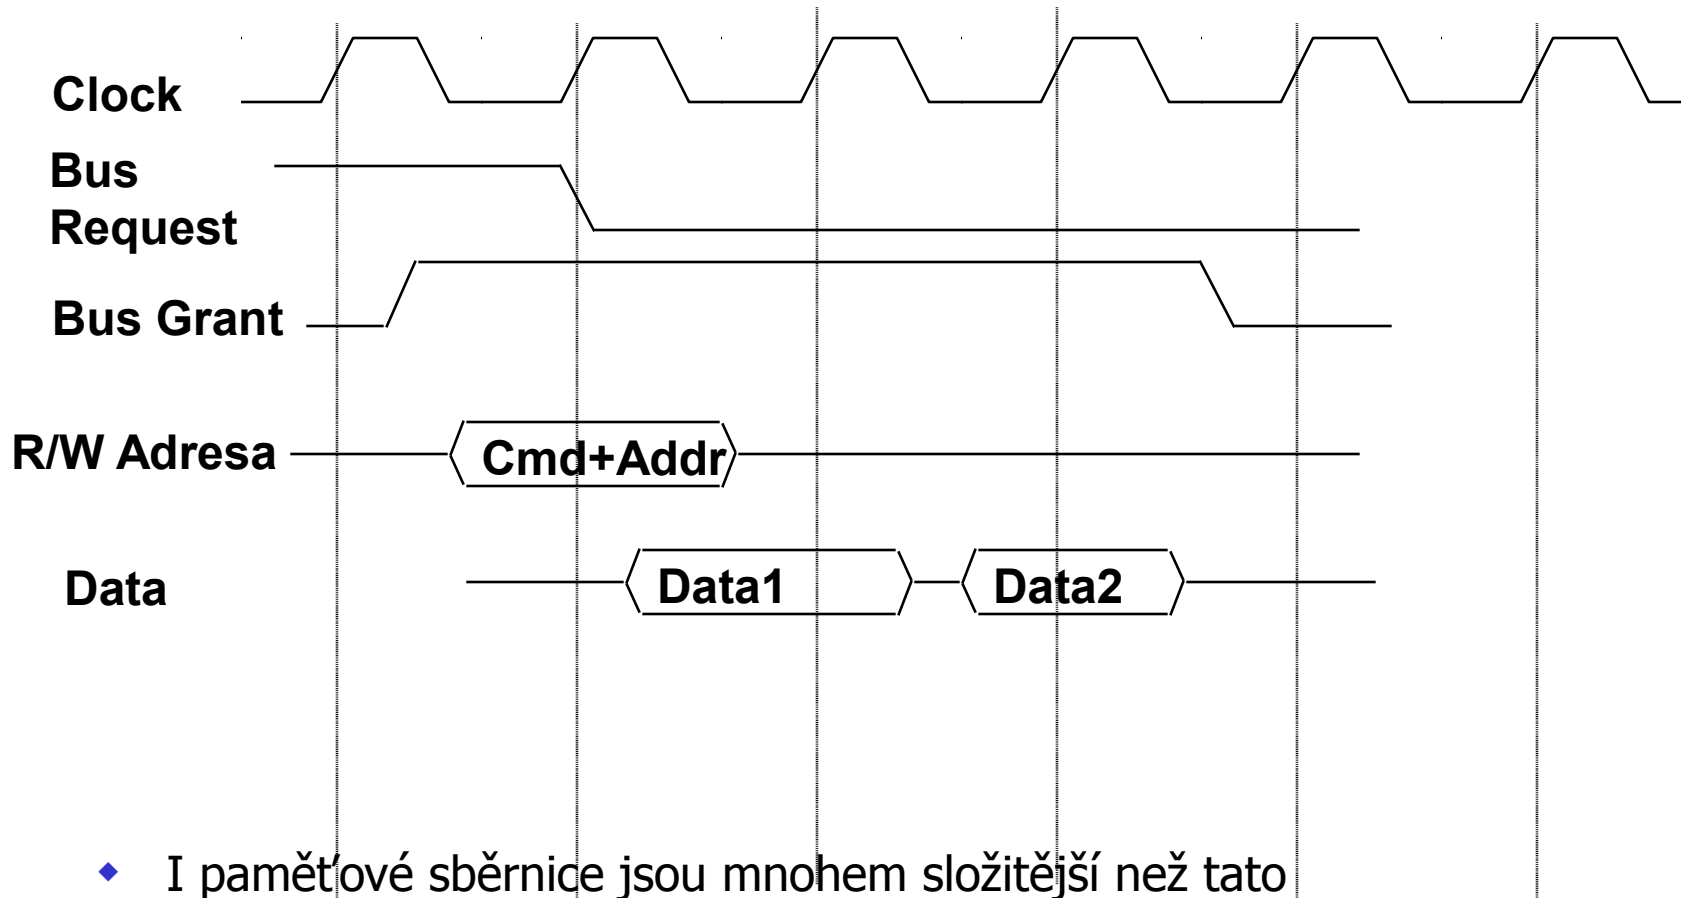 Clock
Bus
Request
Bus Grant
R/W Adresa
Cmd+Addr
Data
Data1
Data2
I paměťové sběrnice jsou mnohem složitější než tato